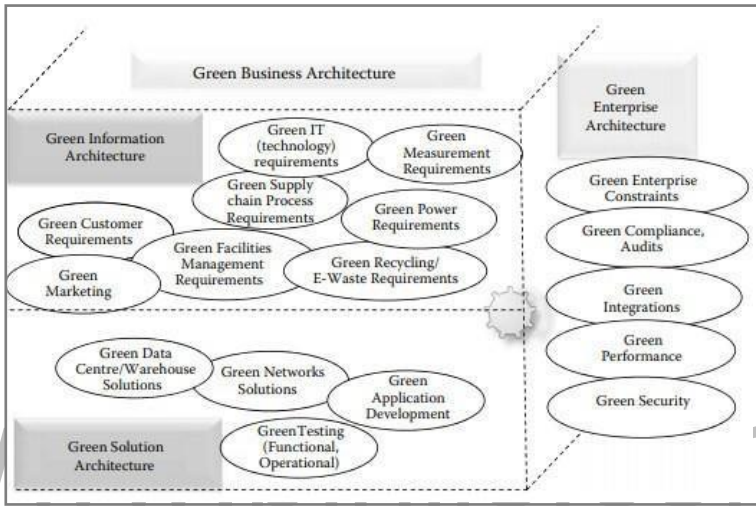 Green Business Architecture
Green
Enterprise
Architecture
Green Information
Architecture
Green IT
(technology)
requirements
Green
Measurement
Requirements
Green Supply
chain Process
Requirements
Green Power
Requirements
Green Customer
Requirements
Green Facilities
Management
Requirements
Green Recycling/
E-Waste Requirements
Green
Marketing
Green Enterprise
Constraints
Green Compliance,
Audits
Green
Integrations
Green
Performance
Green Security
Green Data
Centre/Warehouse
Solutions
Green Networks
Solutions
Green
Application
Development
GreenTesting
(Functional,
Operational)
Green Solution
Architecture